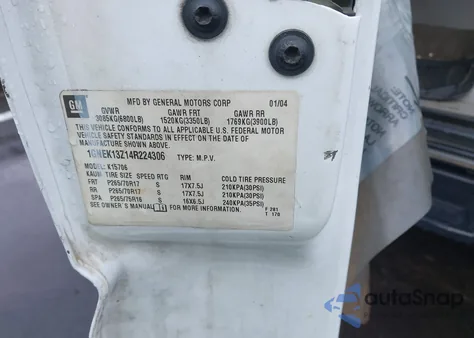 GM
MFD BY GENERAL MOTORS CORP 01/04
GVWR GAWR FRT GAWR RR
3085KG(6800LB) 1520KG(3350LB) 1769KG(3900LB)
THIS VEHICLE CONFORMS TO ALL APPLICABLE U.S. FEDERAL MOTOR
VEHICLE SAFETY STANDARDS IN EFFECT ON THE DATE OF
MANUFACTURE SHOWN ABOVE.
1GNEK13Z14R224306 TYPE: M.P.V.
MODEL: K15706
TIRE SIZE SPEED RTG RIM COLD TIRE PRESSURE
FRT P265/70R17 S 17X7.5J 210KPA(30PSI)
RR P265/70R17 S 17X7.5J 210KPA(30PSI)
SPA P265/75R16 S 16X6.5J 240KPA(35PSI)
SEE OWNER'S MANUAL
autoSnap